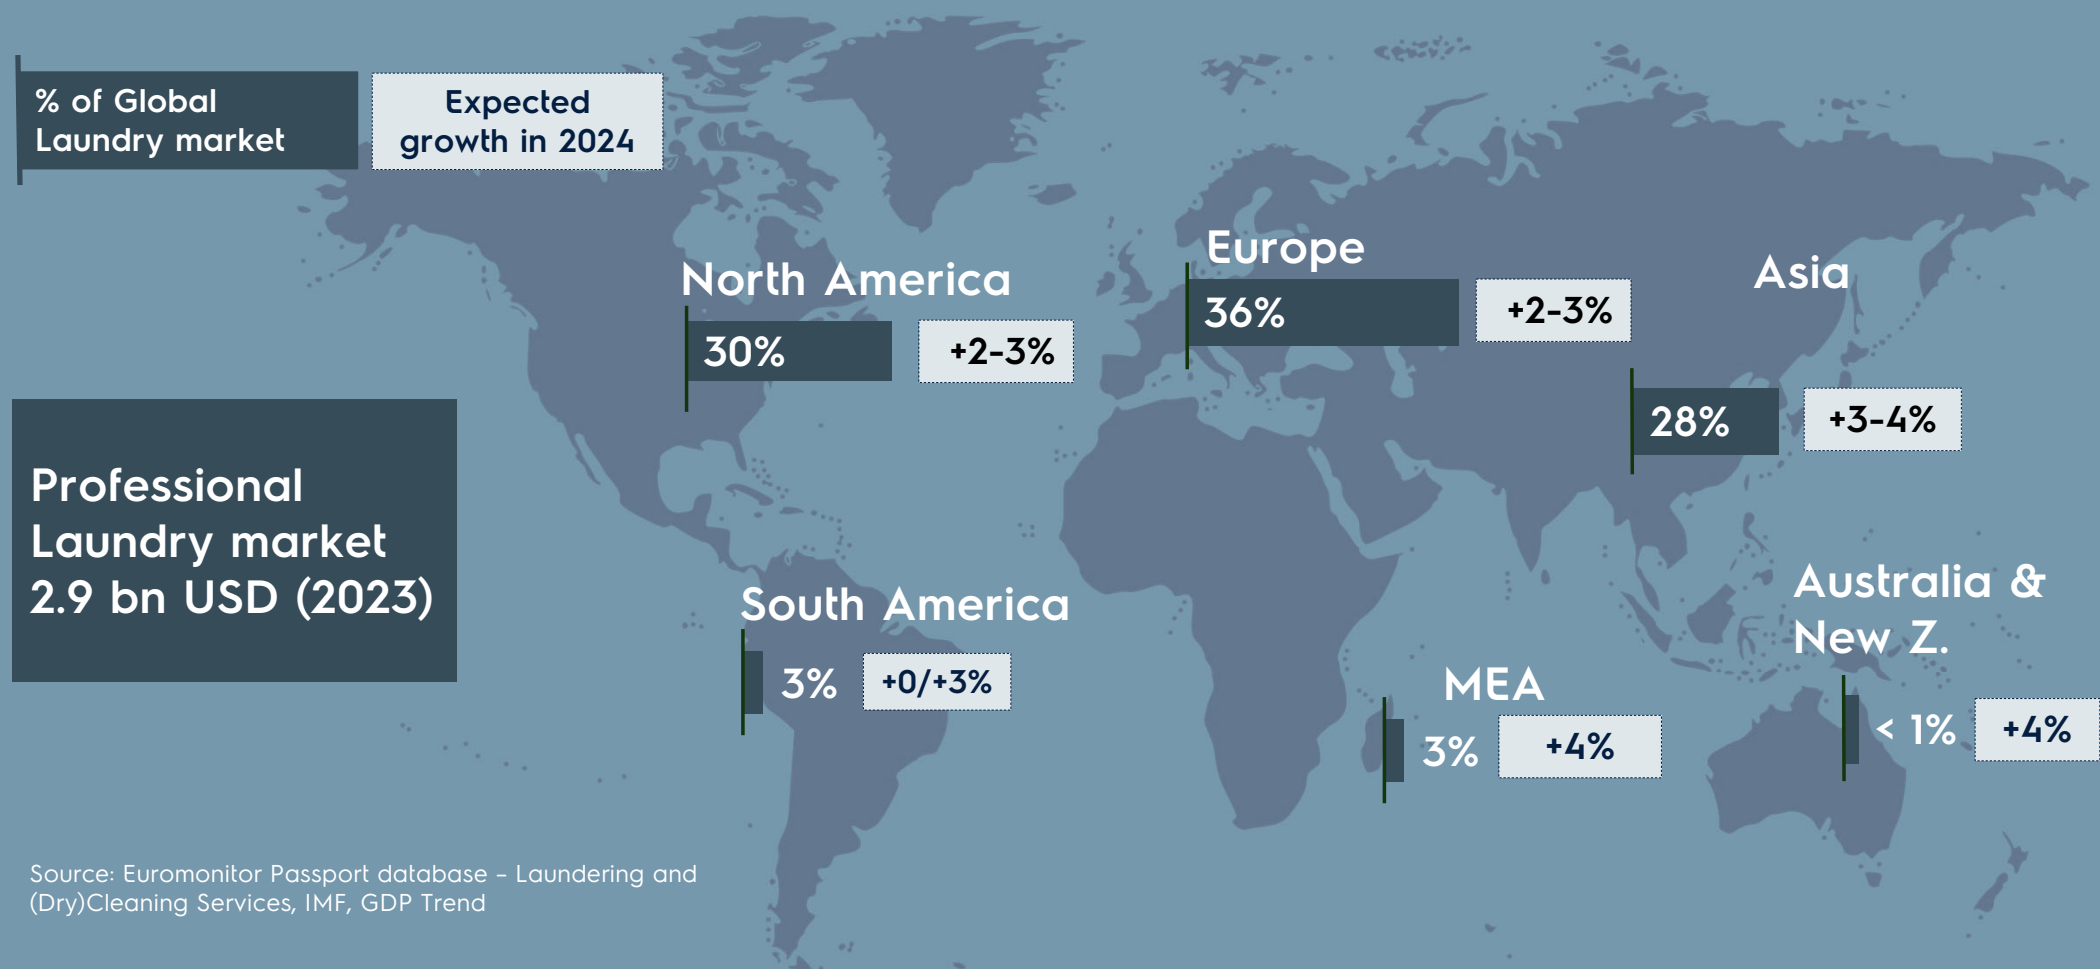 % of Global
Laundry market
Expected
growth in 2024
Europe
36%
+2-3%
Asia
28%
+3-4%
North America
30%
+2-3%
Professional
Laundry market
2.9 bn USD (2023)
South America
3%
+0/+3%
MEA
3%
+4%
Australia &
New Z.
< 1%
+4%
Source: Euromonitor Passport database – Laundering and
(Dry)Cleaning Services, IMF, GDP Trend